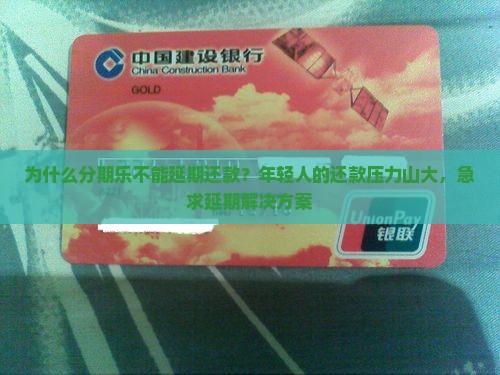 中国建设银行
China Construction Bank
GOLD
为什么分期乐不能延期还款？年轻人的还款压力山大，急
求延期解决方案
UnionPay
银联